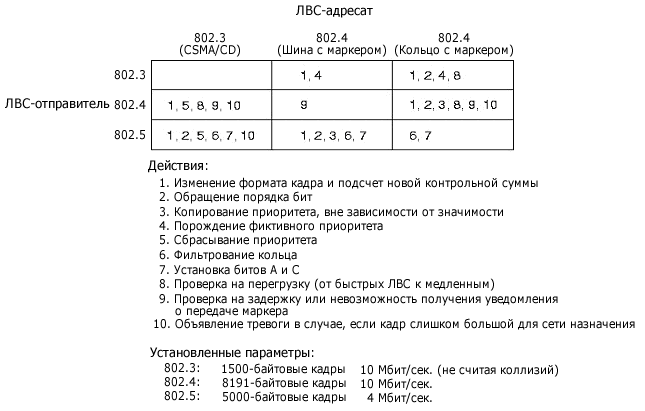 ЛВС-адресат
802.3 802.4 802.4
(CSMA/CD) (Шина с маркером) (Кольцо с маркером)
802.3 1, 4 1, 2, 4, 8
ЛВС-отправитель 802.4 1, 5, 8, 9, 10 9 1, 2, 3, 8, 9, 10
802.5 1, 2, 5, 6, 7, 10 1, 2, 3, 6, 7 6, 7
Действия:
1. Изменение формата кадра и подсчет новой контрольной суммы
2. Обращение порядка бит
3. Копирование приоритета, вне зависимости от значимости
4. Порождение фиктивного приоритета
5. Сбрасывание приоритета
6. Фильтрование кольца
7. Установка битов А и С
8. Проверка на перегрузку (от быстрых ЛВС к медленным)
9. Проверка на задержку или невозможность получения уведомления
о передаче маркера
10. Объявление тревоги в случае, если кадр слишком большой для сети назначения
Установленные параметры:
802.3: 1500-байтовые кадры 10 Мбит/сек. (не считая коллизий)
802.4: 8191-байтовые кадры 10 Мбит/сек.
802.5: 5000-байтовые кадры 4 Мбит/сек.